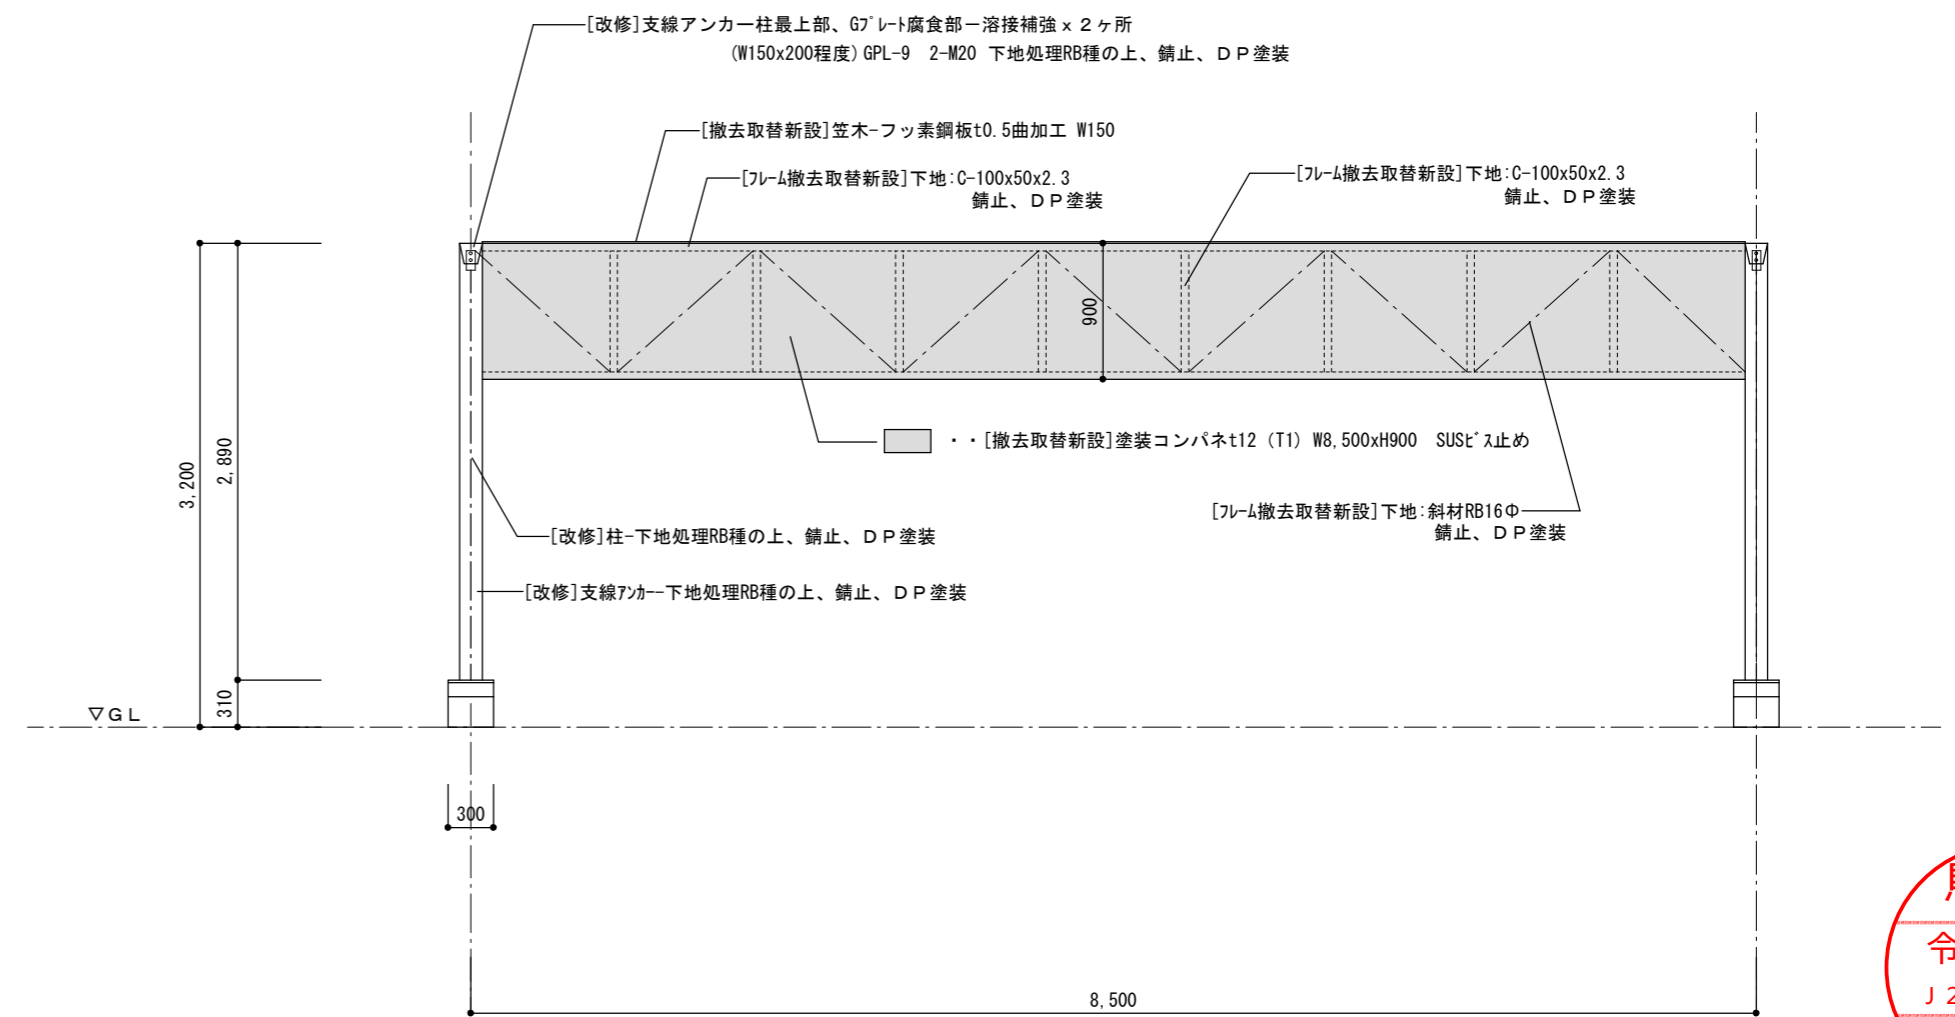 [改修]支線アンカー柱最上部、Gプレート腐食部－溶接補強ｘ２ヶ所
(W150x200程度)GPL-9　2-M20 下地処理RB種の上、錆止、ＤＰ塗装
[撤去取替新設]笠木-フッ素鋼板t0.5曲加工 W150
[フレーム撤去取替新設]下地:C-100x50x2.3
錆止、ＤＰ塗装
[フレーム撤去取替新設]下地:C-100x50x2.3
錆止、ＤＰ塗装
900
・・[撤去取替新設]塗装コンパネt12 (T1) W8,500xH900　SUSビス止め
3,200
2,890
[フレーム撤去取替新設]下地:斜材RB16Φ
錆止、ＤＰ塗装
[改修]柱-下地処理RB種の上、錆止、ＤＰ塗装
[改修]支線アンカー-下地処理RB種の上、錆止、ＤＰ塗装
310
▽ＧＬ
300
令
Ｊ２
8,500